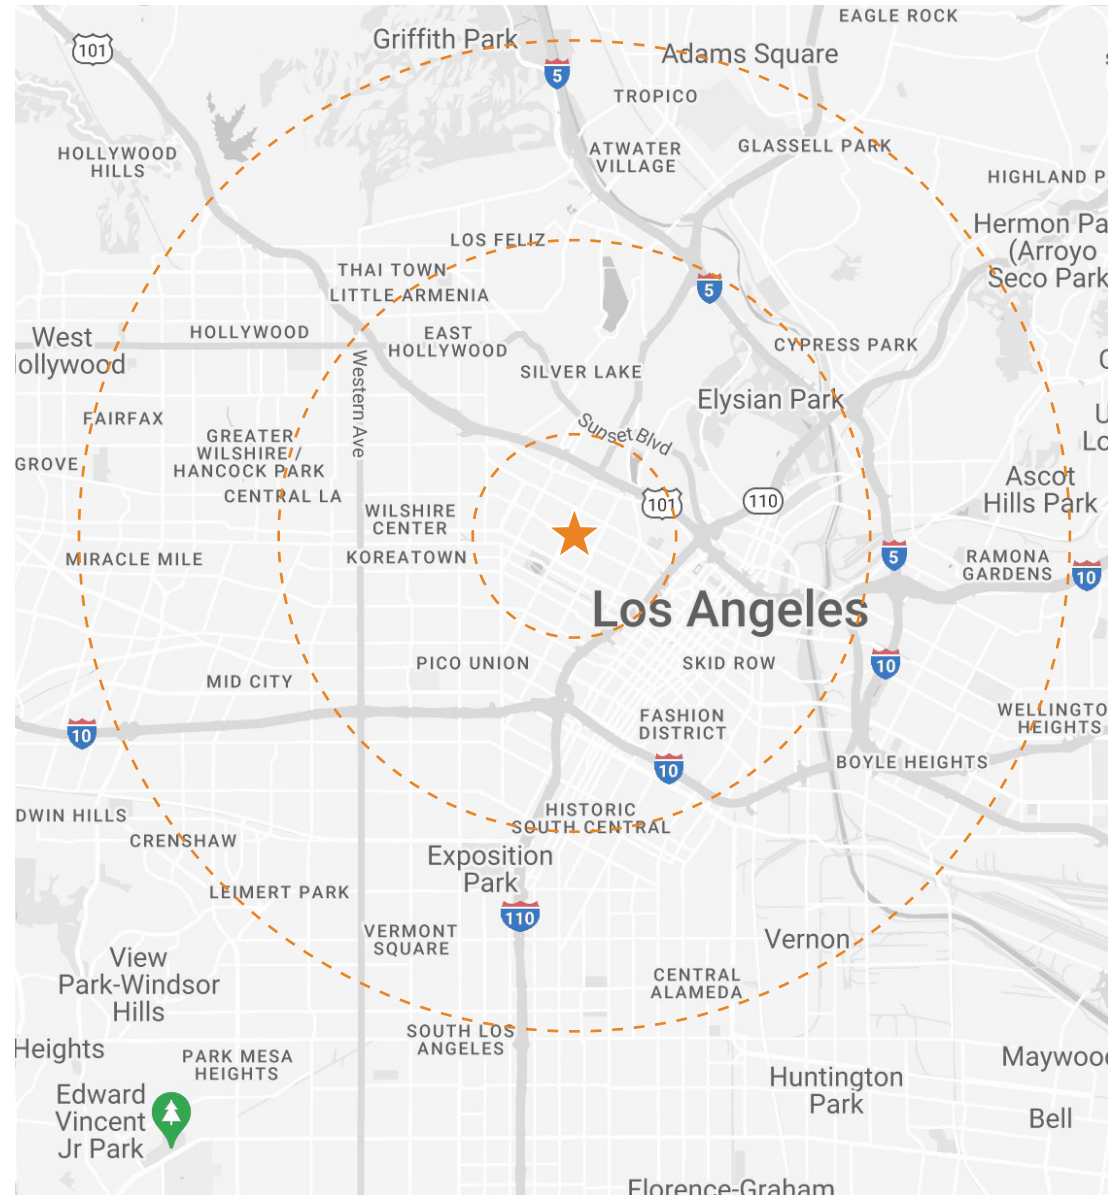 EAGLE ROCK
101
Griffith Park
Adams Square
5
TROPICO
ATWATER
VILLAGE
GLASSELL PARK
HOLLYWOOD
HILLS
HIGHLAND P
Hermon Pa
(Arroyo
Seco Park
LOS FELIZ
THAI TOWN
LITTLE ARMENIA
5
West
ollywood
HOLLYWOOD
EAST
HOLLYWOOD
CYPRESS PARK
SILVER LAKE
Western Ave
Elysian Park
FAIRFAX
Sunset Blvd
GREATER
WILSHIRE/
HANCOCK PARK
GROVE
CENTRAL LA
Ascot
Hills Park
101
110
WILSHIRE
CENTER
KOREATOWN
MIRACLE MILE
5
RAMONA
GARDENS
10
Los Angeles
PICO UNION
SKID ROW
10
MID CITY
FASHION
DISTRICT
WELLINGTO
HEIGHTS
10
10
BOYLE HEIGHTS
HISTORIC
SOUTH CENTRAL
DWIN HILLS
CRENSHAW
Exposition
Park
LEIMERT PARK
110
VERMONT
SQUARE
Vernon
View
Park-Windsor
Hills
CENTRAL
ALAMEDA
SOUTH LOS
ANGELES
Heights
PARK MESA
HEIGHTS
Maywoo
Huntington
Park
Edward
Vincent
Jr Park
Bell
Florence-Graham